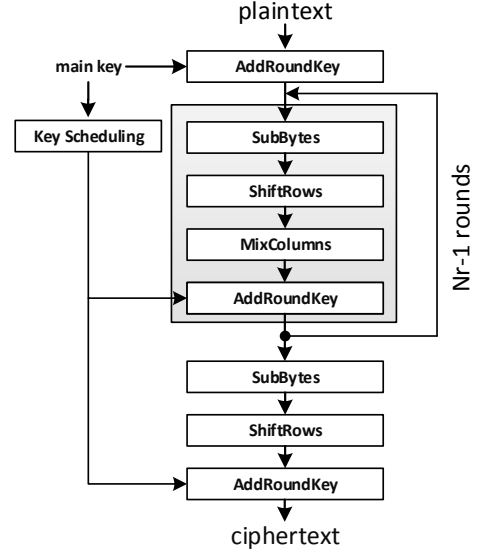 plaintext
main key
AddRoundKey
Key Scheduling
SubBytes
ShiftRows
MixColumns
AddRoundKey
Nr-1 rounds
SubBytes
ShiftRows
AddRoundKey
ciphertext